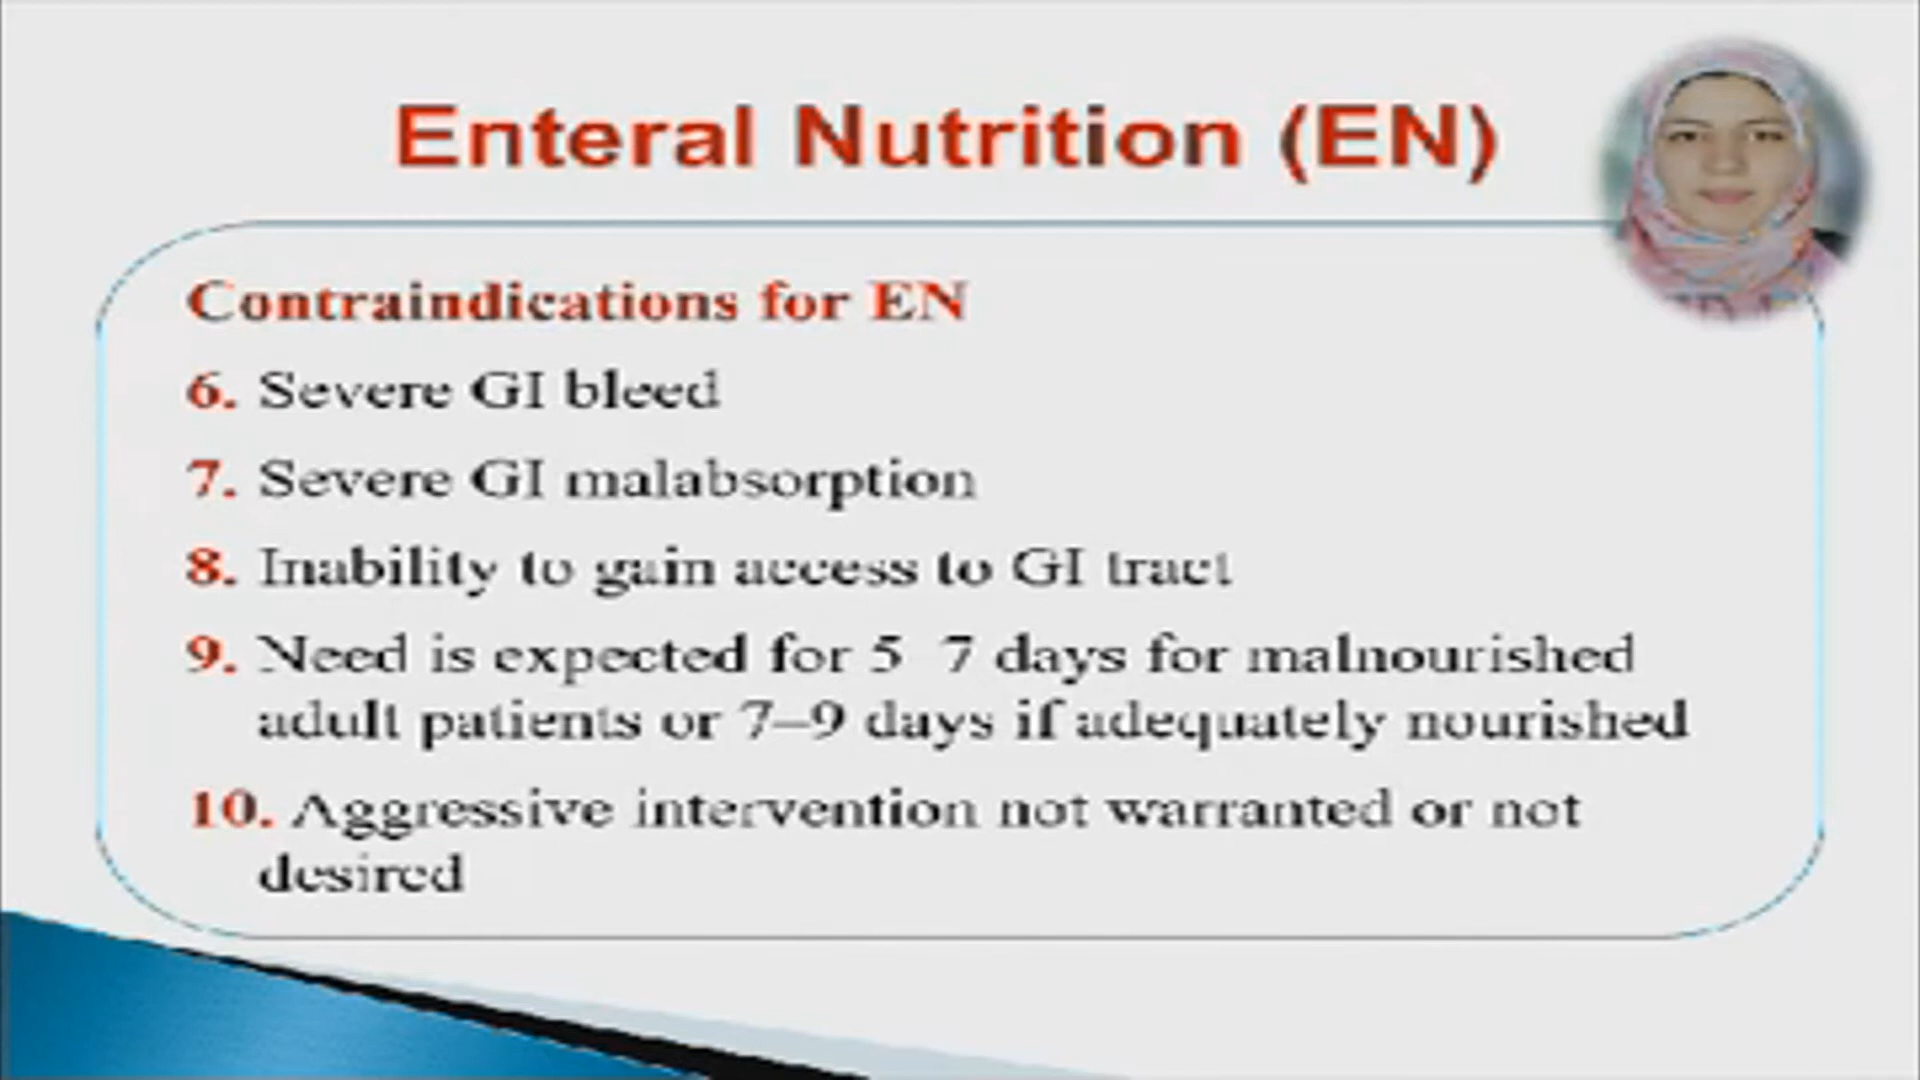 Enteral Nutrition (EN)
Contraindications for EN
6. Severe GI bleed
7. Severe GI malabsorption
8. Inability to gain access to GI tract
9. Need is expected for 5 7 days for malnourished
adult patients or 7–9 days if adequately nourished
10. Aggressive intervention not warranted or not
desired